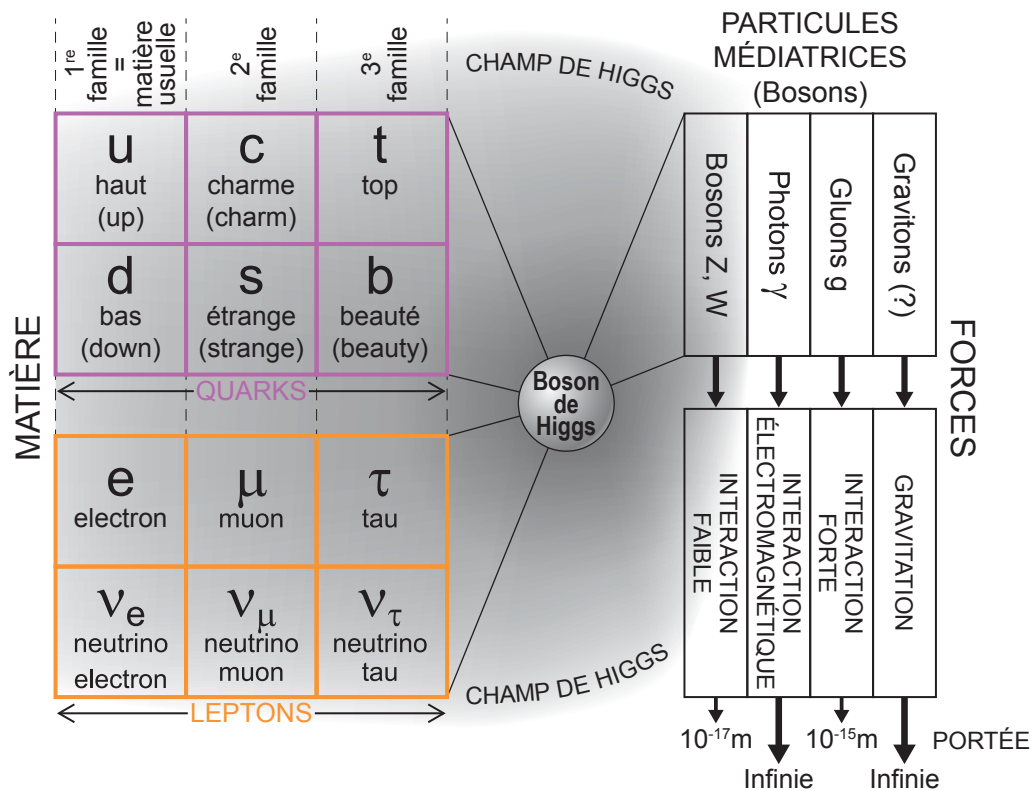 1re
famille
=
matière
usuelle
2e
famille
3e
famille
CHAMP DE HIGGS
PARTICULES
MÉDIATRICES
(Bosons)
MATIÈRE
u
haut
(up)
c
charme
(charm)
t
top
d
bas
(down)
s
étrange
(strange)
b
beauté
(beauty)
QUARKS
e
electron
μ
muon
τ
tau
νe
neutrino
electron
νμ
neutrino
muon
ντ
neutrino
tau
LEPTONS
Boson
de
Higgs
CHAMP DE HIGGS
Bosons Z, W
Photons γ
Gluons g
Gravitons (?)
FORCES
INTERACTION
FAIBLE
INTERACTION
ÉLECTROMAGNÉTIQUE
INTERACTION
FORTE
GRAVITATION
10-17m
Infinie
10-15m
Infinie
PORTÉE